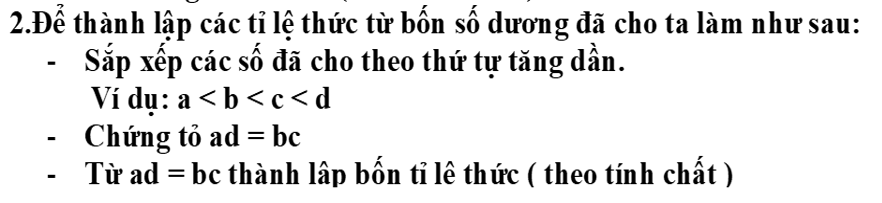 2.Để thành lập các tỉ lệ thức từ bốn số dương đã cho ta làm như sau:
- Sắp xếp các số đã cho theo thứ tự tăng dần.
Ví dụ: a < b < c < d
- Chứng tỏ ad = bc
- Từ ad = bc thành lập bốn tỉ lê thức ( theo tính chất )